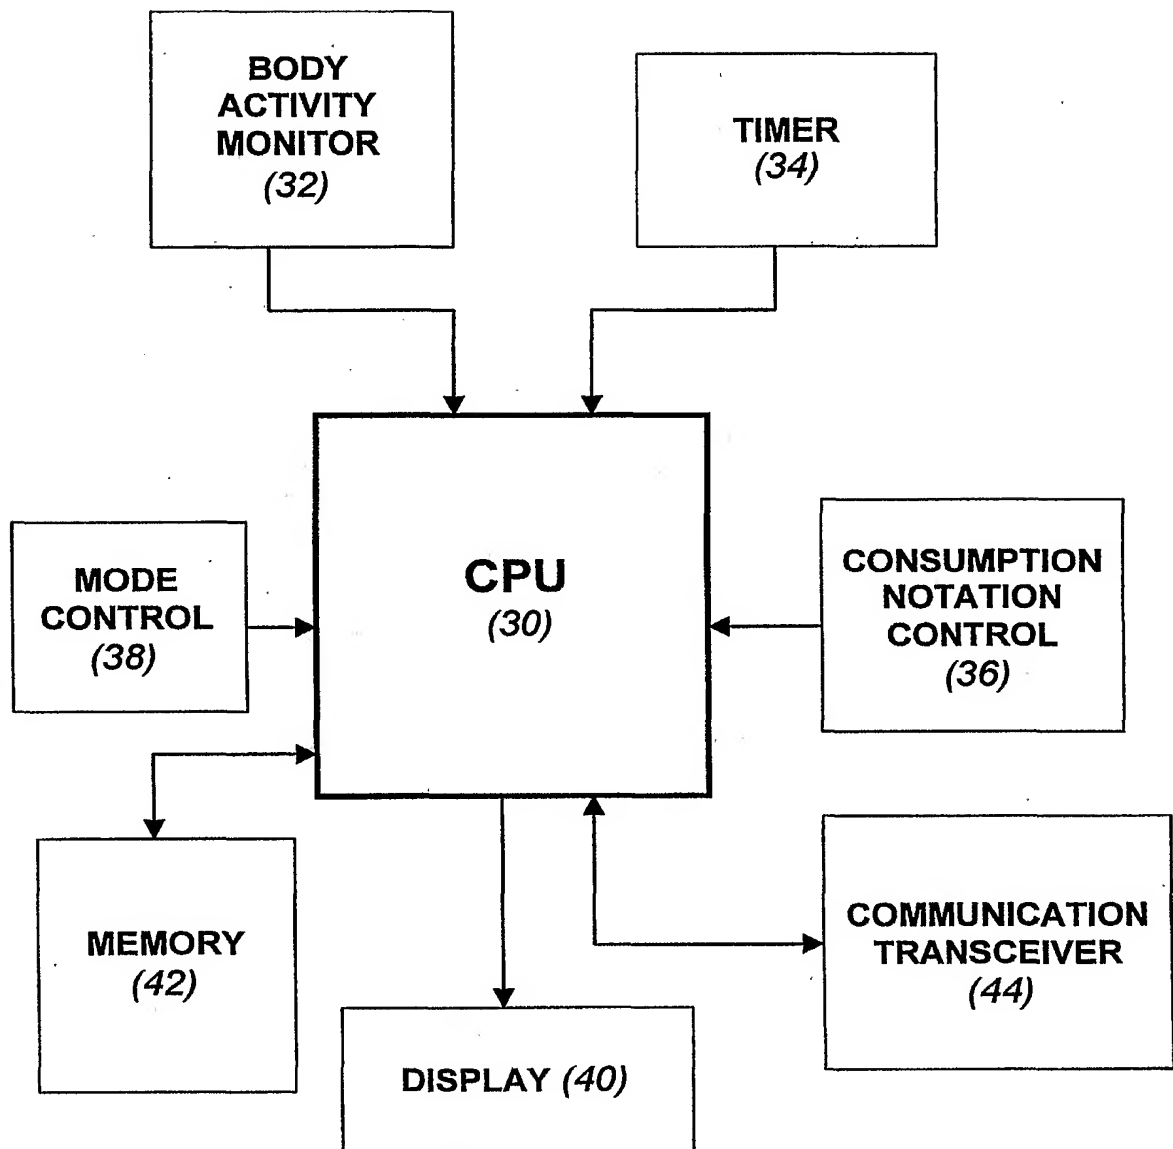 BODY
ACTIVITY
MONITOR
(32)
TIMER
(34)
MODE
CONTROL
(38)
CPU
(30)
CONSUMPTION
NOTATION
CONTROL
(36)
MEMORY
(42)
DISPLAY (40)
COMMUNICATION
TRANSCEIVER
(44)